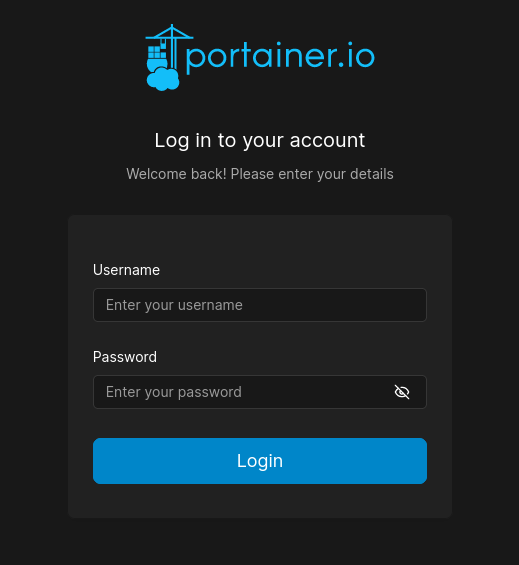 portainer.io
Log in to your account
Welcome back! Please enter your details
Username
Enter your username
Password
Enter your password
Login